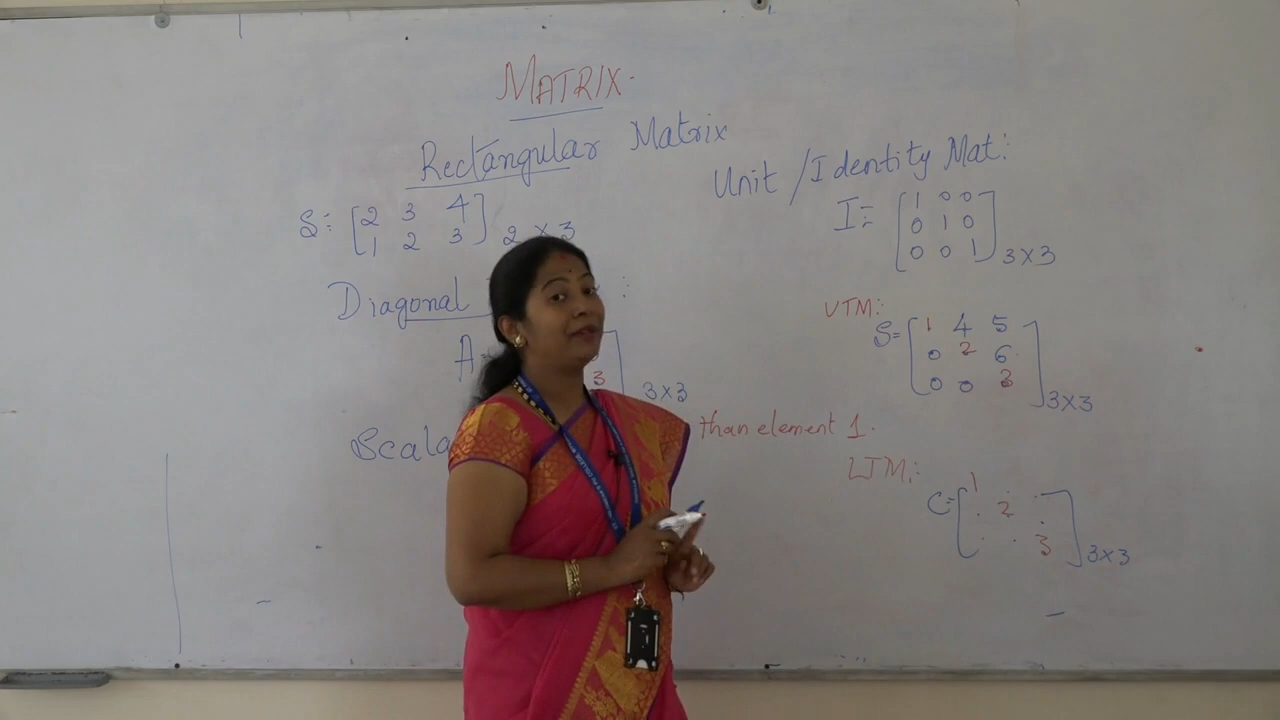 MATRIX.
Rectangular Matrix
S: [2 3 4
1 2 3] 2 × 3
Diagonal :
A
3
3×3
Scala
than element 1.
Unit / Identity Mat:
I: [1 0 0
0 1 0
0 0 1] 3×3
UTM:
S= [1 4 5
0 2 6
0 0 3] 3×3
LTM:
C= [1 . .
. 2 .
. . 3] 3×3